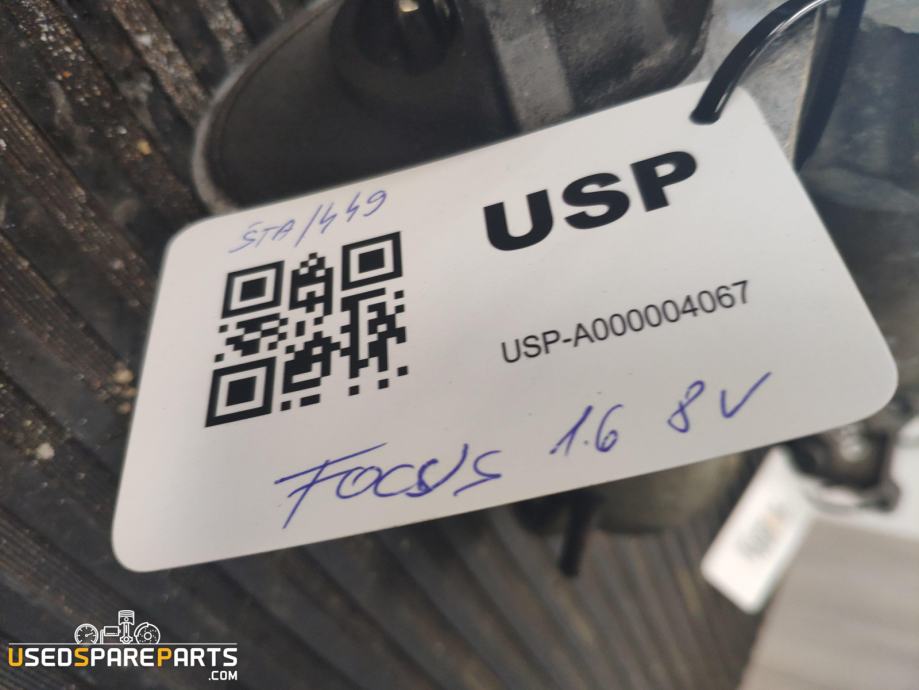 USP
ŠTA/449
USP-A000004067
Focus 1.6 8V
USEDSPAREPARTS
.COM